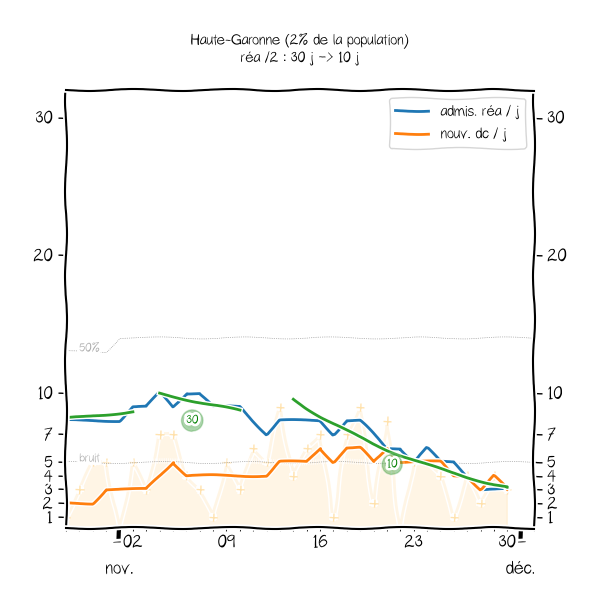 Haute-Garonne (2% de la population)
réa /2 : 30 j -> 10 j
admis. réa / j
nouv. dc / j
30 30
20 20
50%
10 10
30
7 7
10
bruit
5 5
4 4
3 3
2 2
1 1
02 09 16 23 30
nov. déc.